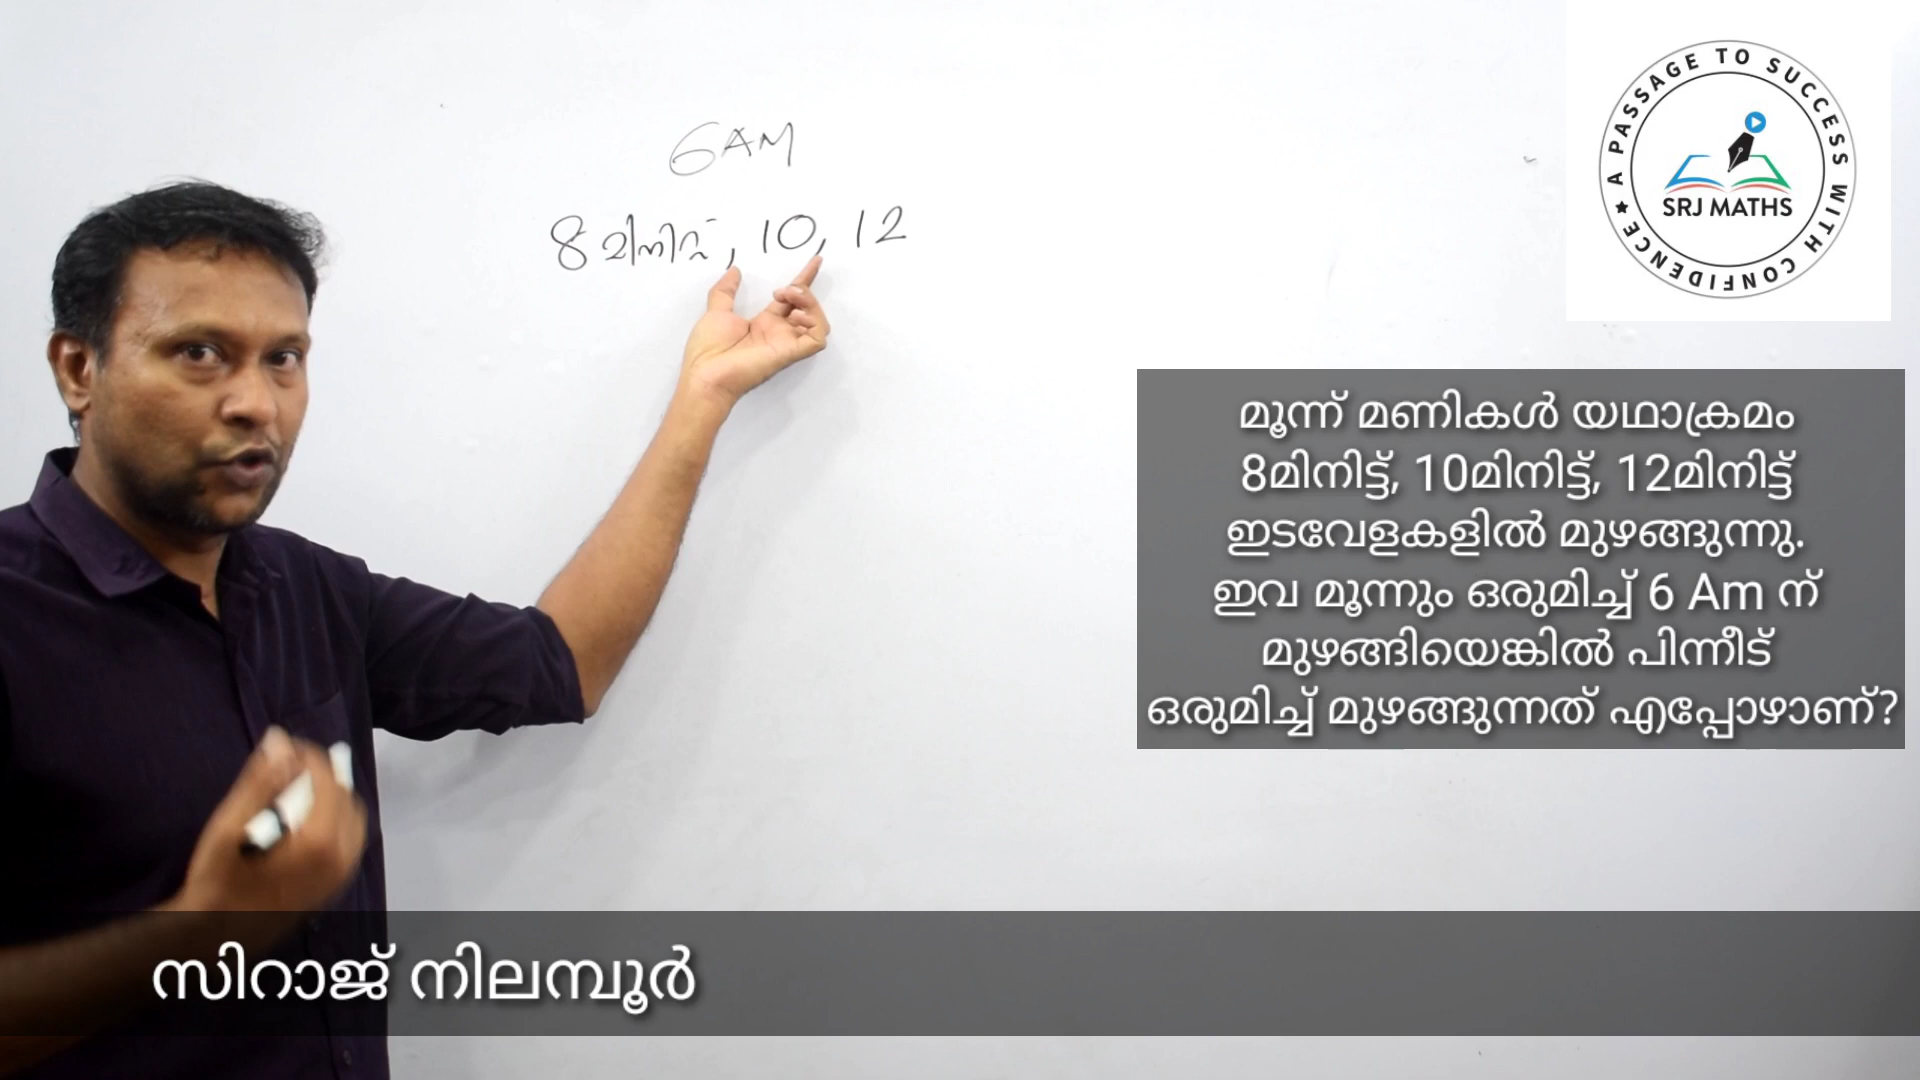 6AM
8 മിനിറ്റ്, 10, 12
A PASSAGE TO SUCCESS WITH CONFIDENCE ★
SRJ MATHS
മൂന്ന് മണികൾ യഥാക്രമം
8മിനിട്ട്, 10മിനിട്ട്, 12മിനിട്ട്
ഇടവേളകളിൽ മുഴങ്ങുന്നു.
ഇവ മൂന്നും ഒരുമിച്ച് 6 Am ന്
മുഴങ്ങിയെങ്കിൽ പിന്നീട്
ഒരുമിച്ച് മുഴങ്ങുന്നത് എപ്പോഴാണ്?
സിറാജ് നിലമ്പൂർ